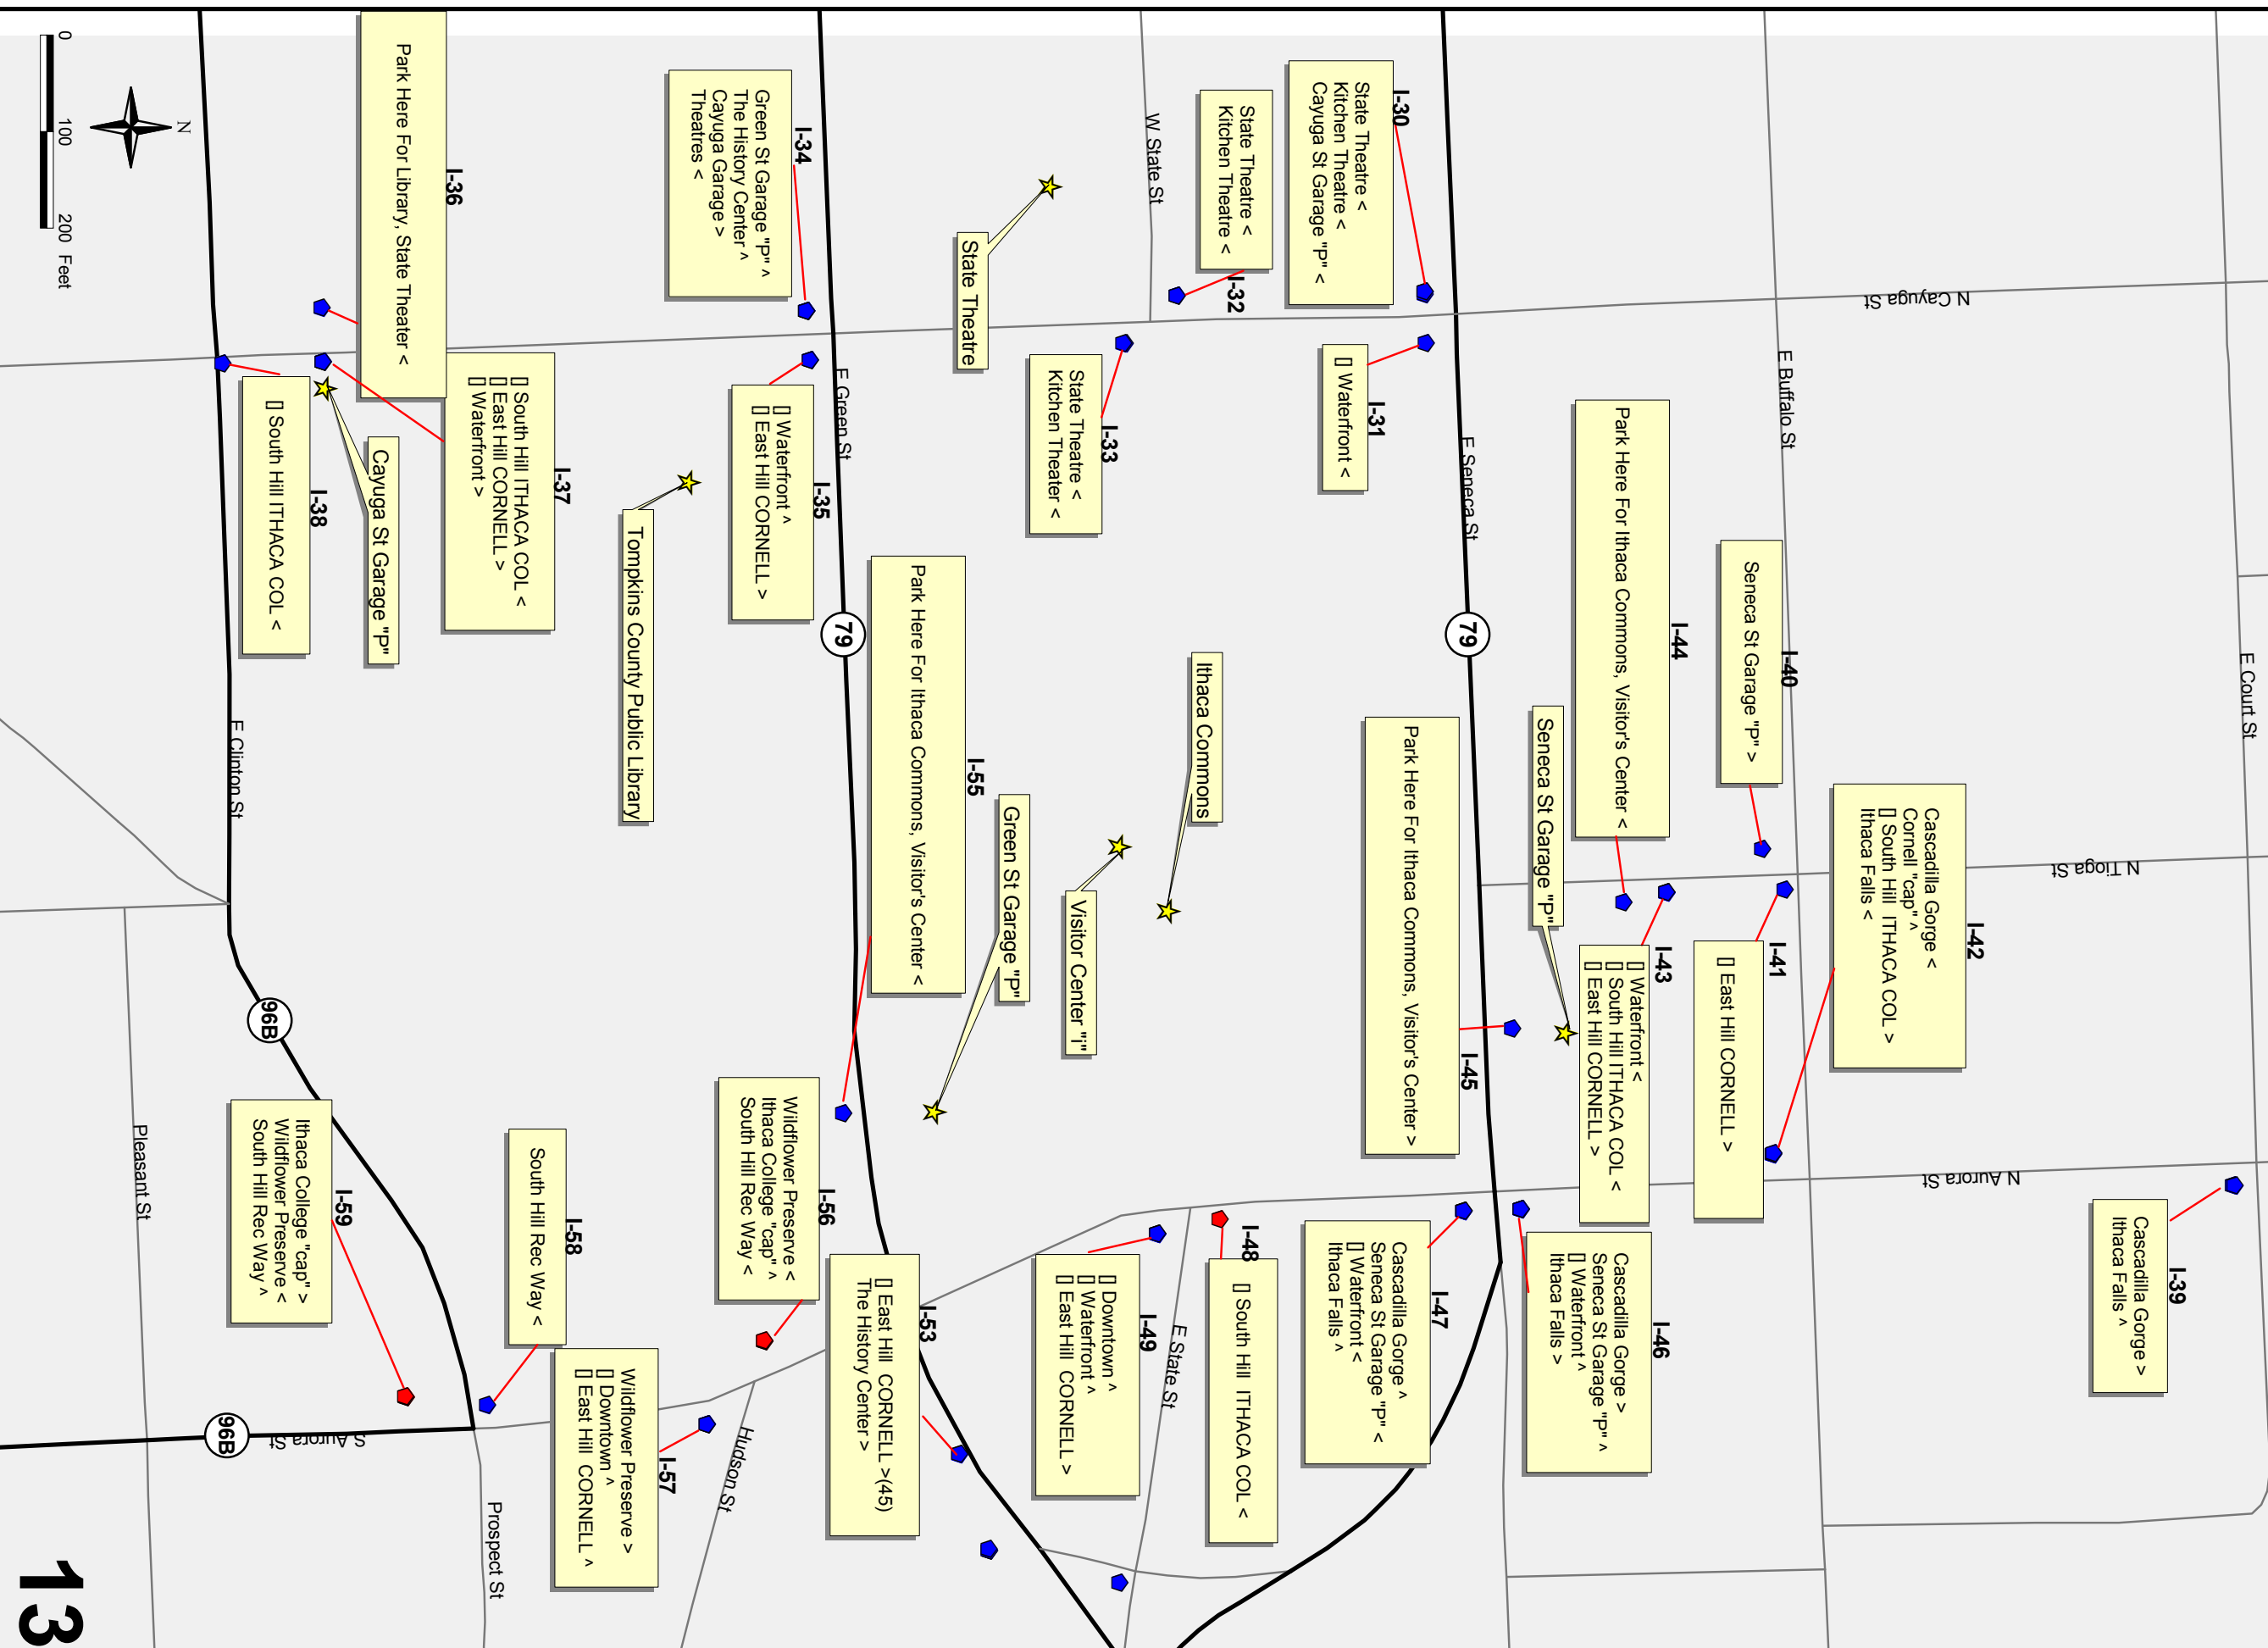 I-30
State Theatre <
Kitchen Theatre <
Cayuga St Garage "P" <
I-32
State Theatre <
Kitchen Theatre <
W State St
I-34
Green St Garage "P" ^
The History Center ^
Cayuga Garage >
Theatres <
I-36
Park Here For Library, State Theater <
N
0 100 200 Feet
State Theatre
N Cayuga St
E Buffalo St
E Court St
I-31
[] Waterfront <
E Seneca St
I-33
State Theatre <
Kitchen Theater <
E Green St
I-35
[] Waterfront ^
[] East Hill CORNELL >
I-37
[] South Hill ITHACA COL <
[] East Hill CORNELL >
[] Waterfront >
Cayuga St Garage "P"
I-38
[] South Hill ITHACA COL <
Tompkins County Public Library
I-40
Seneca St Garage "P" >
I-44
Park Here For Ithaca Commons, Visitor's Center <
79
79
Seneca St Garage "P"
Ithaca Commons
I-55
Park Here For Ithaca Commons, Visitor's Center <
Green St Garage "P"
Visitor Center "i"
E Clinton St
N Tioga St
I-42
Cascadilla Gorge <
Cornell "cap" ^
[] South Hill ITHACA COL >
Ithaca Falls <
I-41
[] East Hill CORNELL >
I-43
[] Waterfront <
[] South Hill ITHACA COL <
[] East Hill CORNELL >
I-45
Park Here For Ithaca Commons, Visitor's Center >
96B
N Aurora St
I-39
Cascadilla Gorge >
Ithaca Falls ^
I-46
Cascadilla Gorge >
Seneca St Garage "P" ^
[] Waterfront ^
Ithaca Falls >
I-47
Cascadilla Gorge ^
Seneca St Garage "P" <
[] Waterfront <
Ithaca Falls ^
I-48
[] South Hill ITHACA COL <
E State St
I-49
[] Downtown ^
[] Waterfront ^
[] East Hill CORNELL >
I-53
[] East Hill CORNELL >(45)
The History Center >
I-56
Wildflower Preserve <
Ithaca College "cap" ^
South Hill Rec Way <
Hudson St
I-57
Wildflower Preserve >
[] Downtown ^
[] East Hill CORNELL ^
I-58
South Hill Rec Way <
I-59
Ithaca College "cap" >
Wildflower Preserve <
South Hill Rec Way ^
Pleasant St
S Aurora St
96B
Prospect St
13